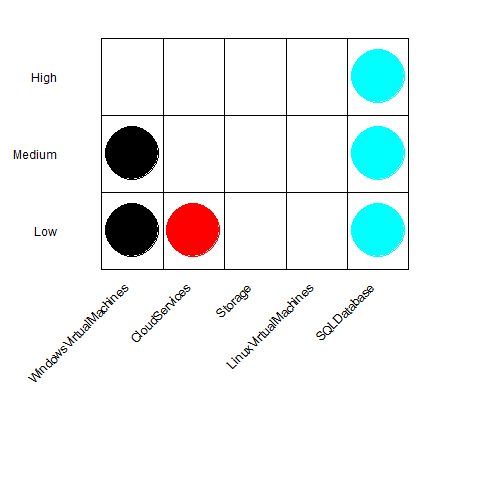 High
Medium
Low
WindowsVirtualMachines
CloudServices
Storage
LinuxVirtualMachines
SQLDatabase